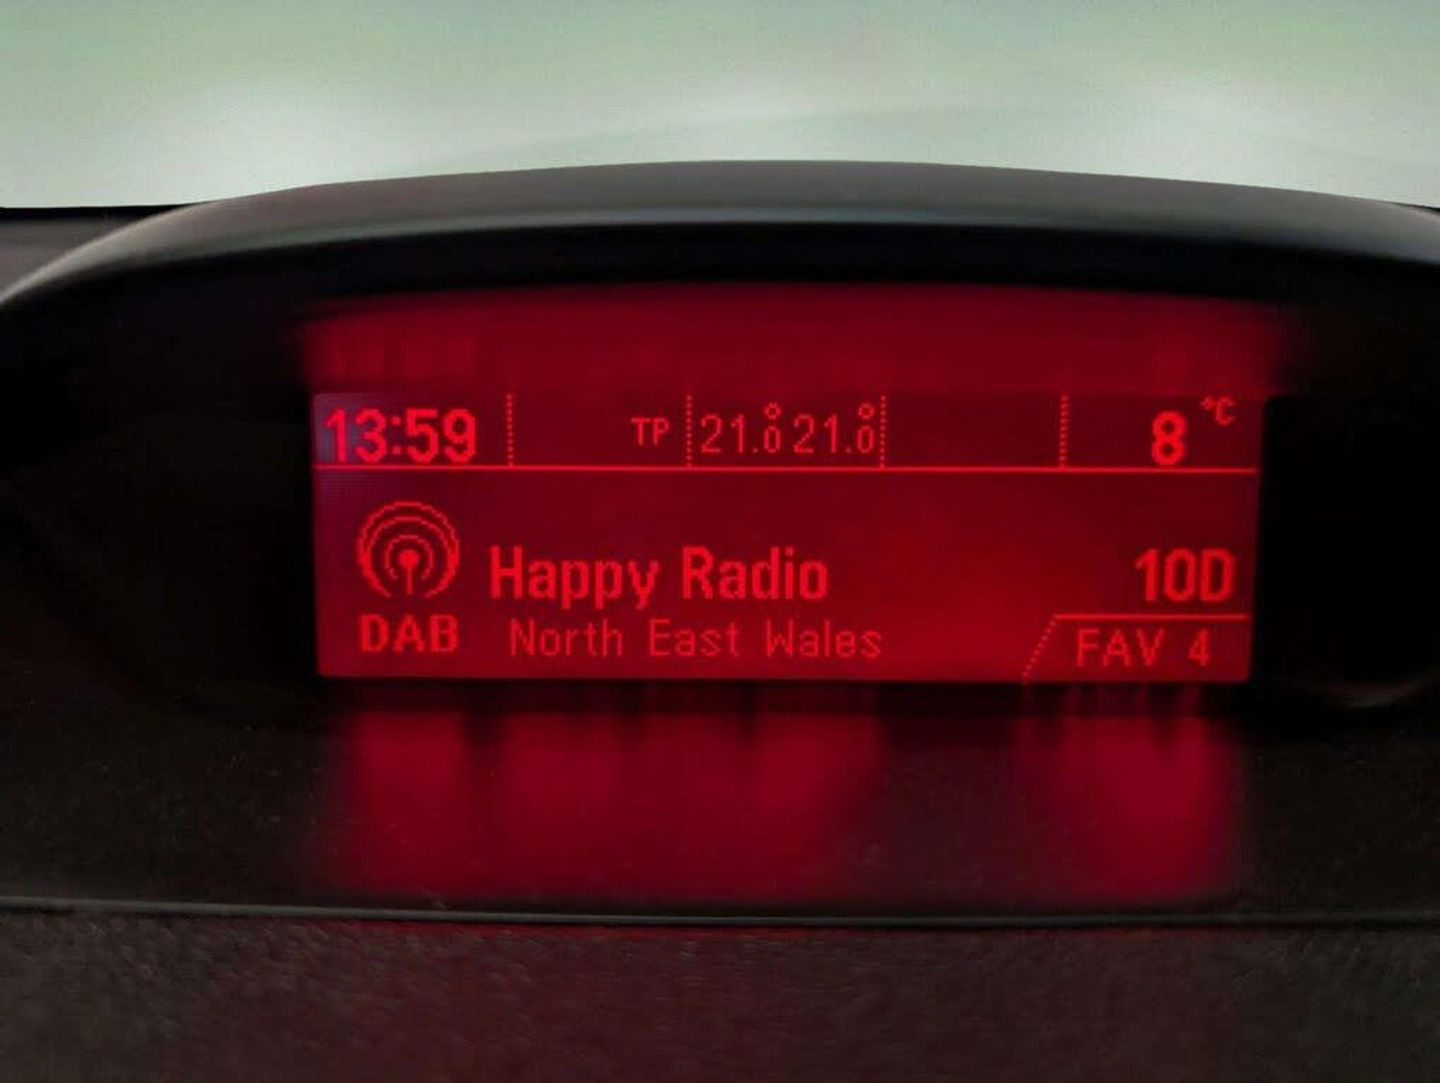 13:59 TP 21.0° 21.0° 8 °C
Happy Radio 10D
DAB North East Wales FAV 4